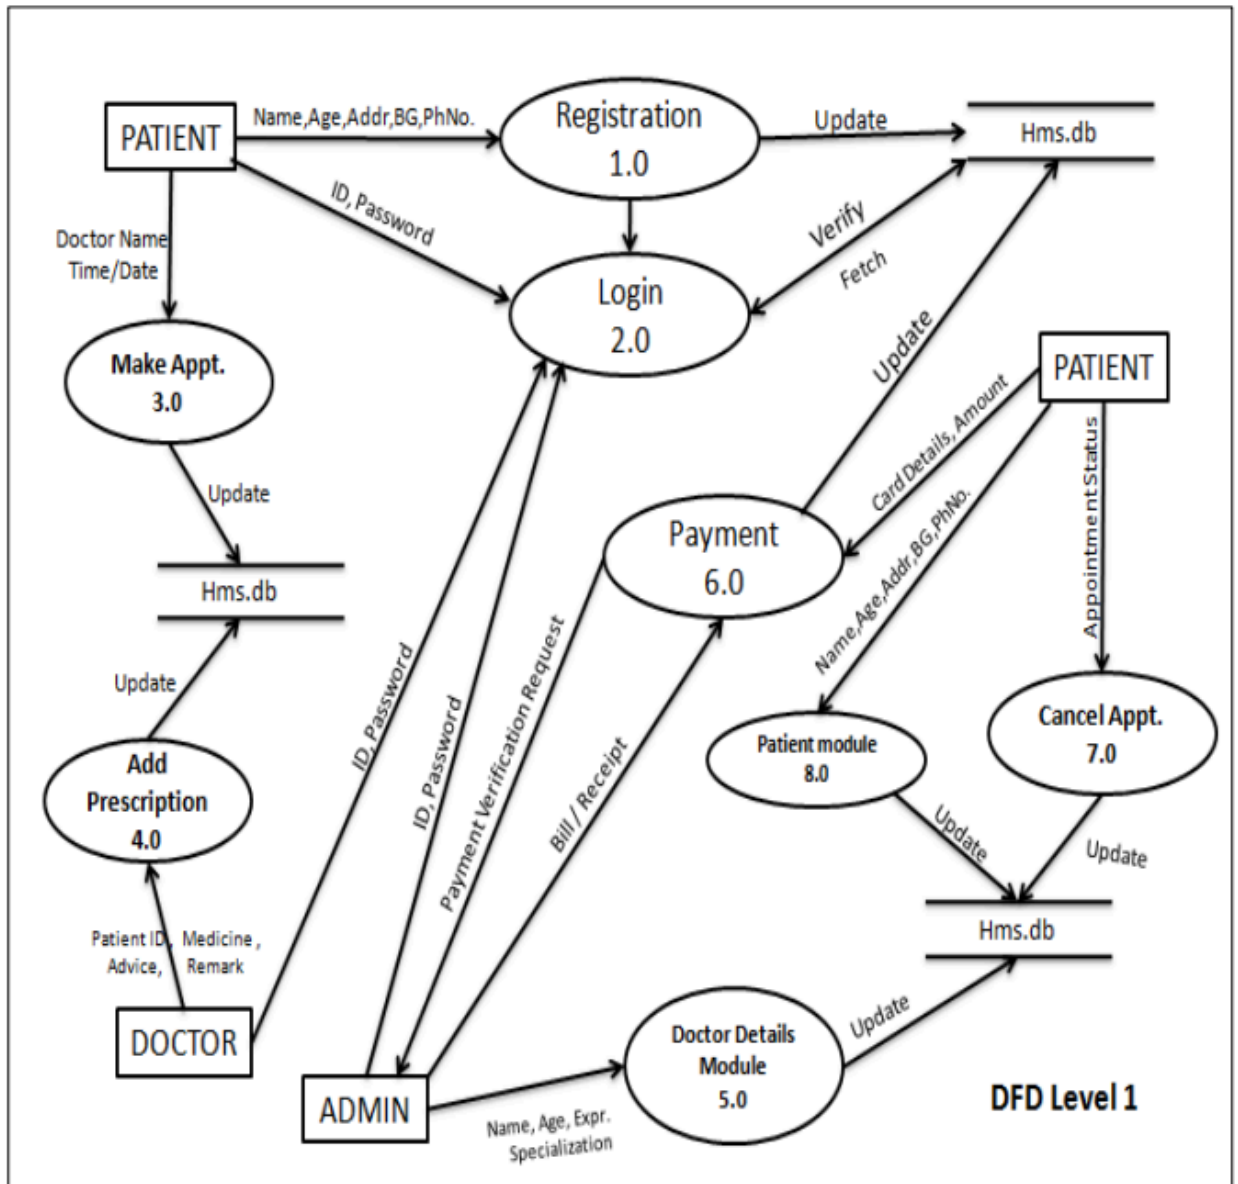 PATIENT
Name,Age,Addr,BG,PhNo.
Registration
1.0
Update
Hms.db
ID, Password
Verify
Fetch
Doctor Name
Time/Date
Login
2.0
Make Appt.
3.0
Update
PATIENT
Card Details, Amount
Appointment Status
Name,Age,Addr,BG,PhNo.
Update
Hms.db
Payment
6.0
Update
Add
Prescription
4.0
ID, Password
ID, Password
Payment Verification Request
Bill / Receipt
Patient module
8.0
Cancel Appt.
7.0
Update
Update
Hms.db
Patient ID, Medicine ,
Advice, Remark
DOCTOR
ADMIN
Name, Age, Expr.
Specialization
Doctor Details
Module
5.0
Update
DFD Level 1